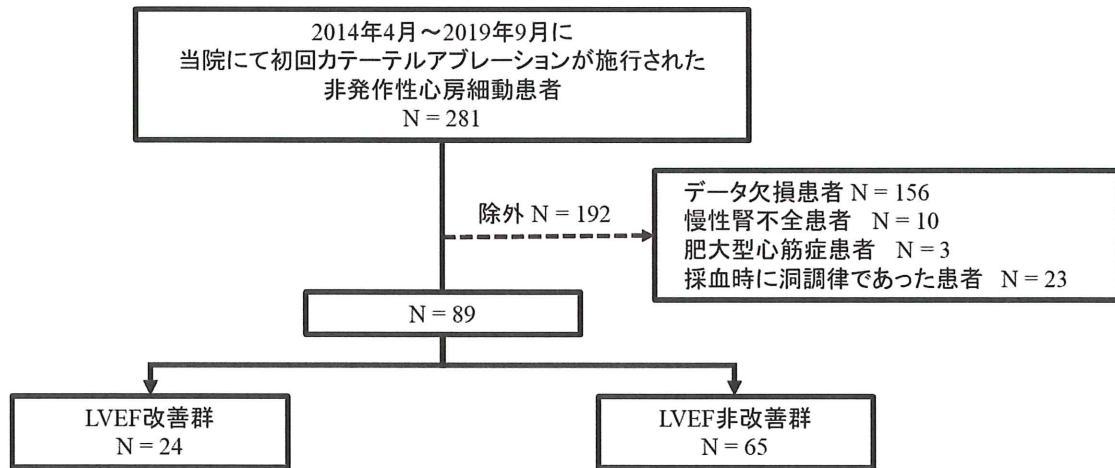 2014年4月～2019年9月に
当院にて初回カテーテルアブレーションが施行された
非発作性心房細動患者
N = 281
除外 N = 192
データ欠損患者 N = 156
慢性腎不全患者 N = 10
肥大型心筋症患者 N = 3
採血時に洞調律であった患者 N = 23
N = 89
LVEF改善群
N = 24
LVEF非改善群
N = 65